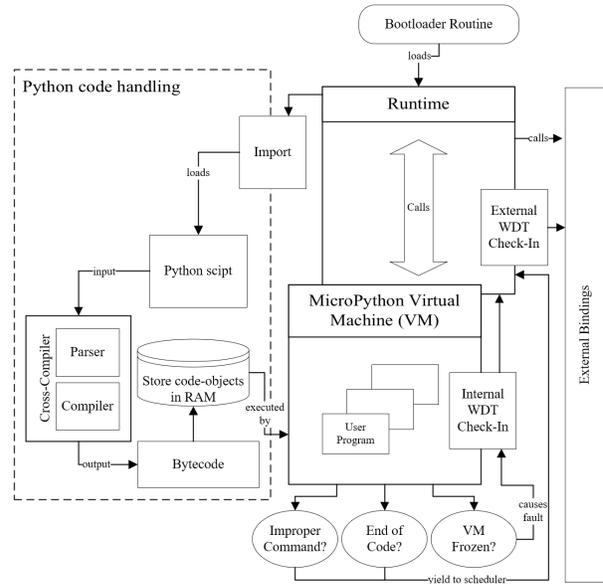 Bootloader Routine
loads
Python code handling
Runtime
Import
calls
loads
Calls
External
WDT
Check-In
Python scipt
input
MicroPython Virtual
Machine (VM)
External Bindings
Cross-Compiler
Parser
Compiler
Store code-objects
in RAM
executed
by
User
Program
Internal
WDT
Check-In
output
Bytecode
causes
fault
Improper
Command?
End of
Code?
VM
Frozen?
yield to scheduler